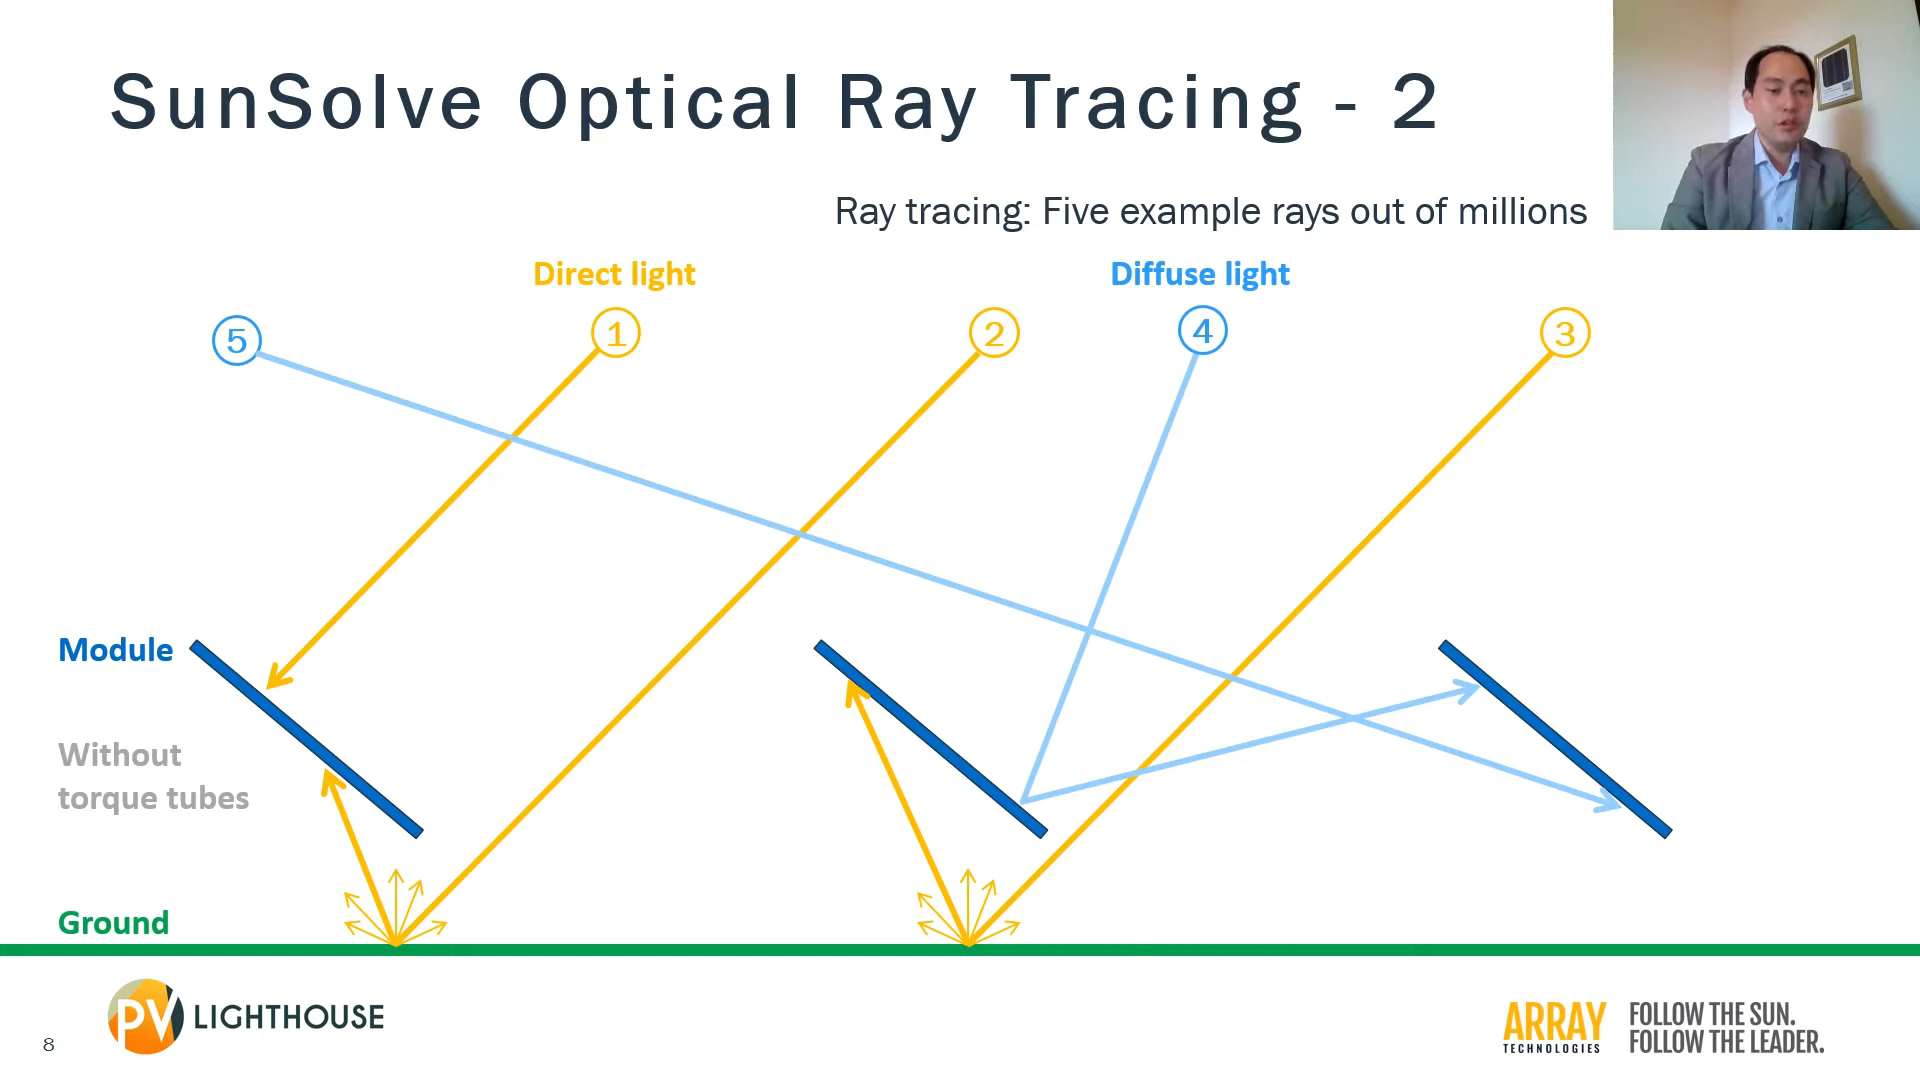 SunSolve Optical Ray Tracing - 2
Ray tracing: Five example rays out of millions
Direct light
Diffuse light
5
1
2
4
3
Module
Without
torque tubes
Ground
PV LIGHTHOUSE
8
ARRAY
TECHNOLOGIES
FOLLOW THE SUN.
FOLLOW THE LEADER.